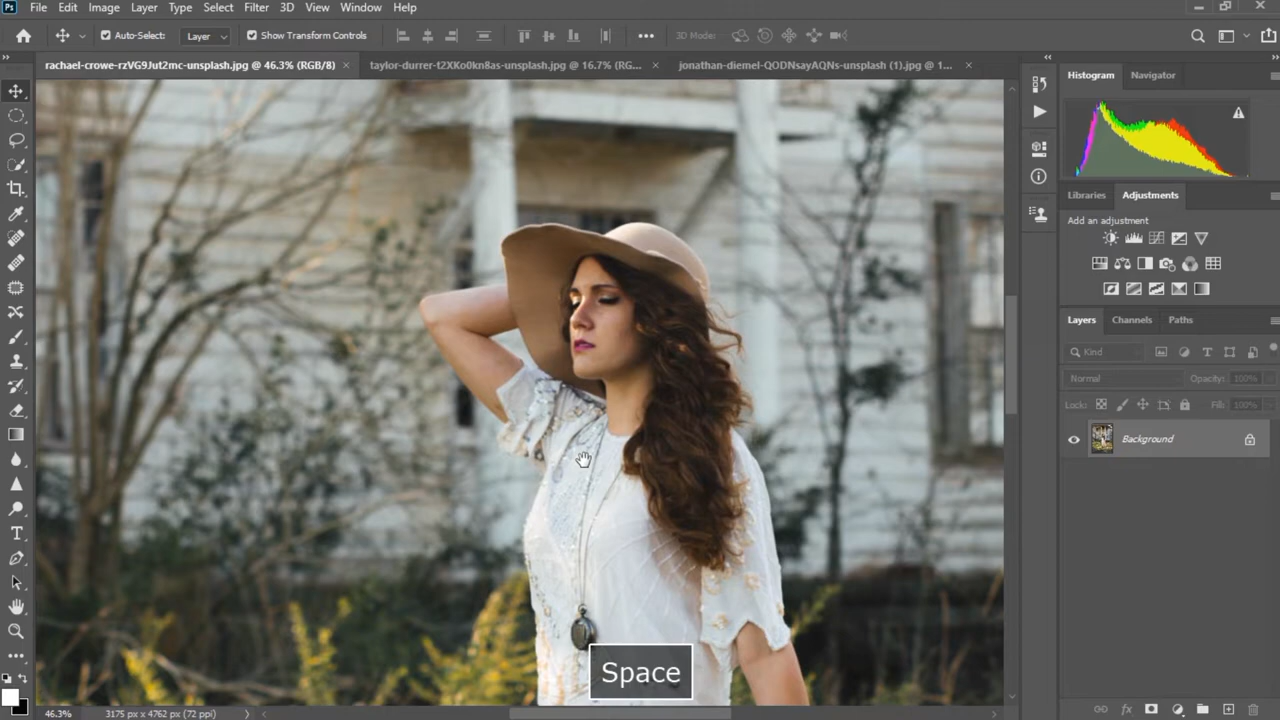 Ps File Edit Image Layer Type Select Filter 3D View Window Help
Auto-Select: Layer Show Transform Controls 3D Mode:
rachael-crowe-rzVG9Jut2mc-unsplash.jpg @ 46.3% (RGB/8) taylor-durrer-t2XKo0kn8as-unsplash.jpg @ 16.7% (RG... jonathan-diemel-QODNsayAQNs-unsplash (1).jpg @ 1...
Histogram Navigator
Libraries Adjustments
Add an adjustment
Layers Channels Paths
Kind
Normal Opacity: 100%
Lock: Fill: 100%
Background
Space
46.3% 3175 px x 4762 px (72 ppi)